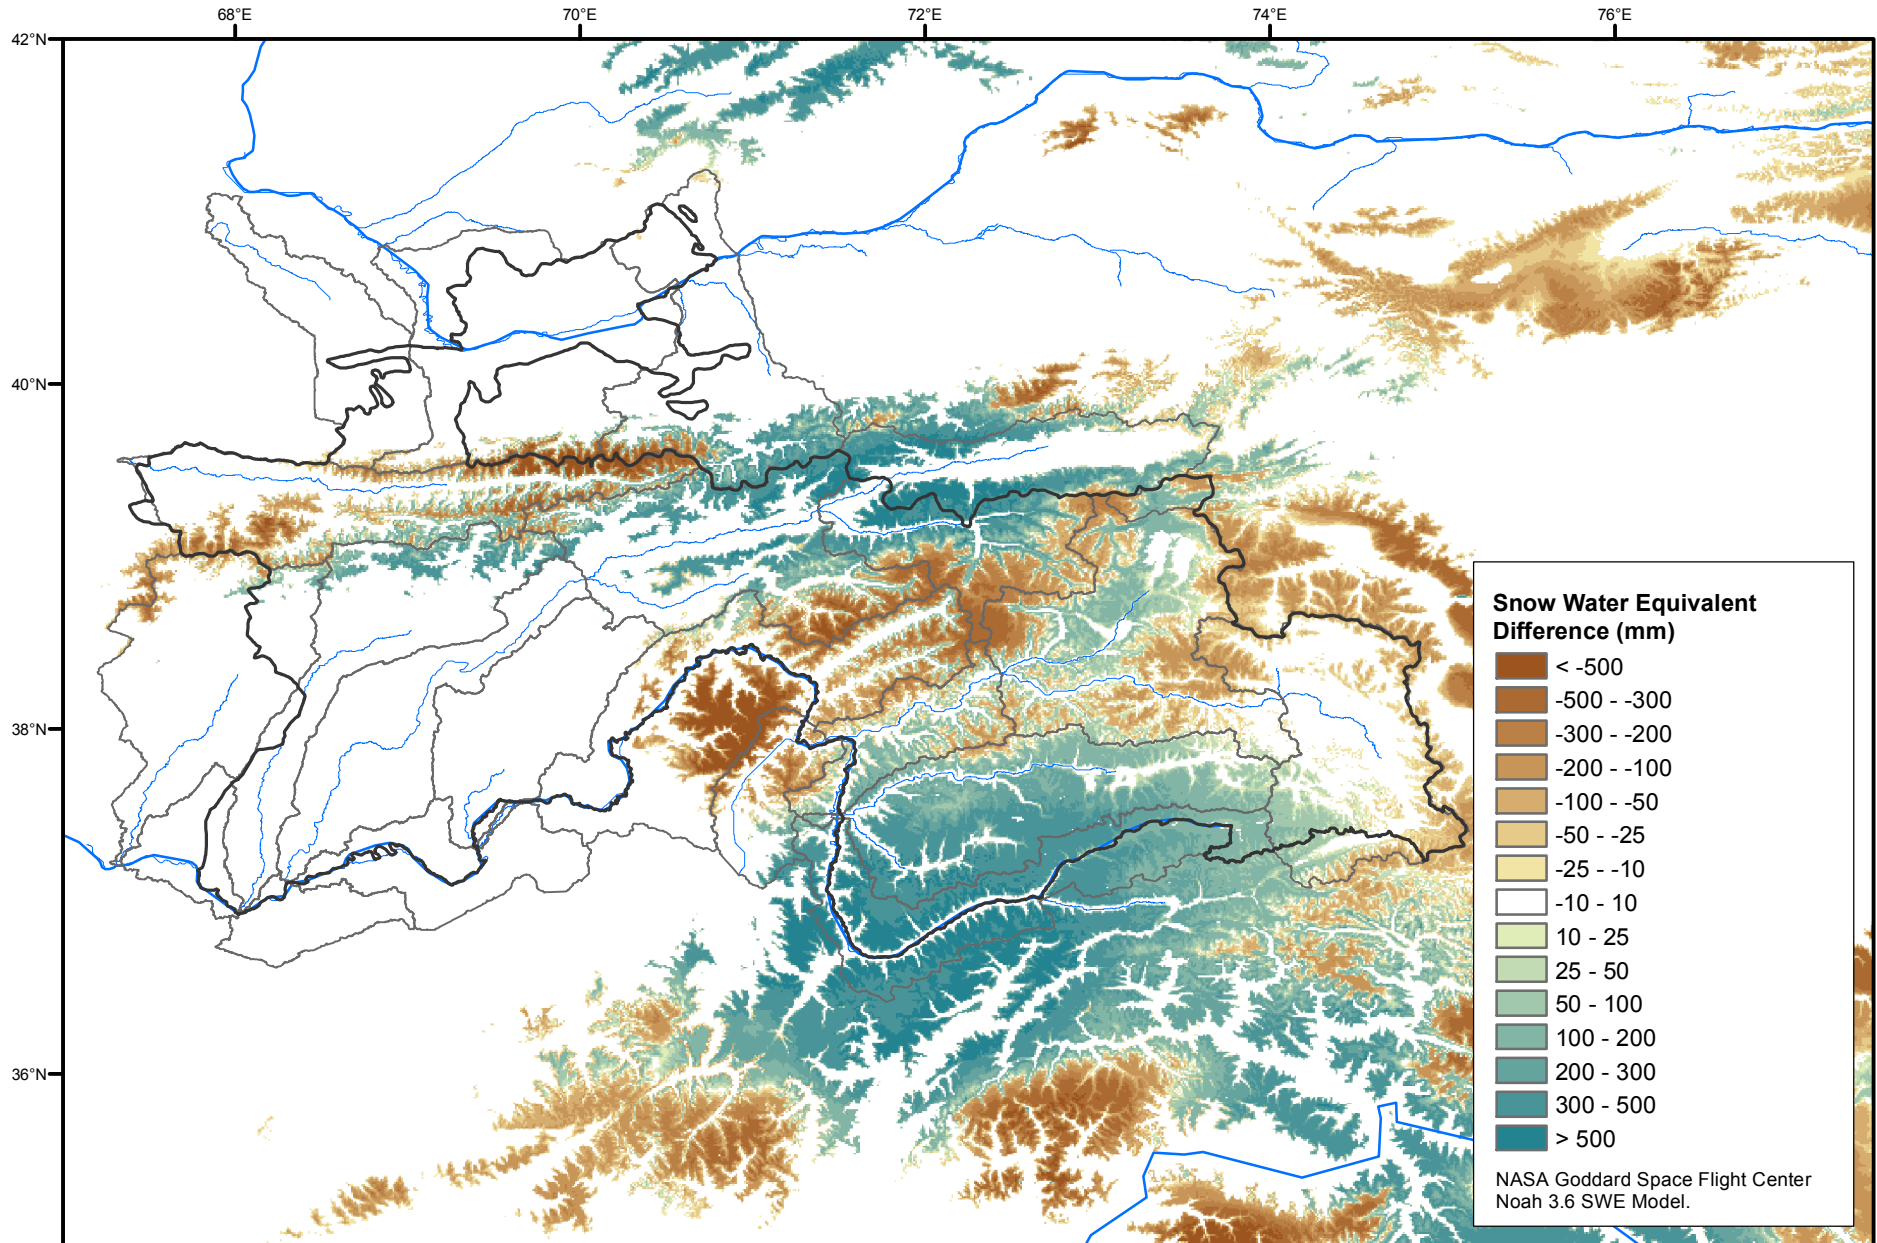 68°E 70°E 72°E 74°E 76°E
42°N
40°N
38°N
36°N
Snow Water Equivalent
Difference (mm)
< -500
-500 - -300
-300 - -200
-200 - -100
-100 - -50
-50 - -25
-25 - -10
-10 - 10
10 - 25
25 - 50
50 - 100
100 - 200
200 - 300
300 - 500
> 500
NASA Goddard Space Flight Center
Noah 3.6 SWE Model.